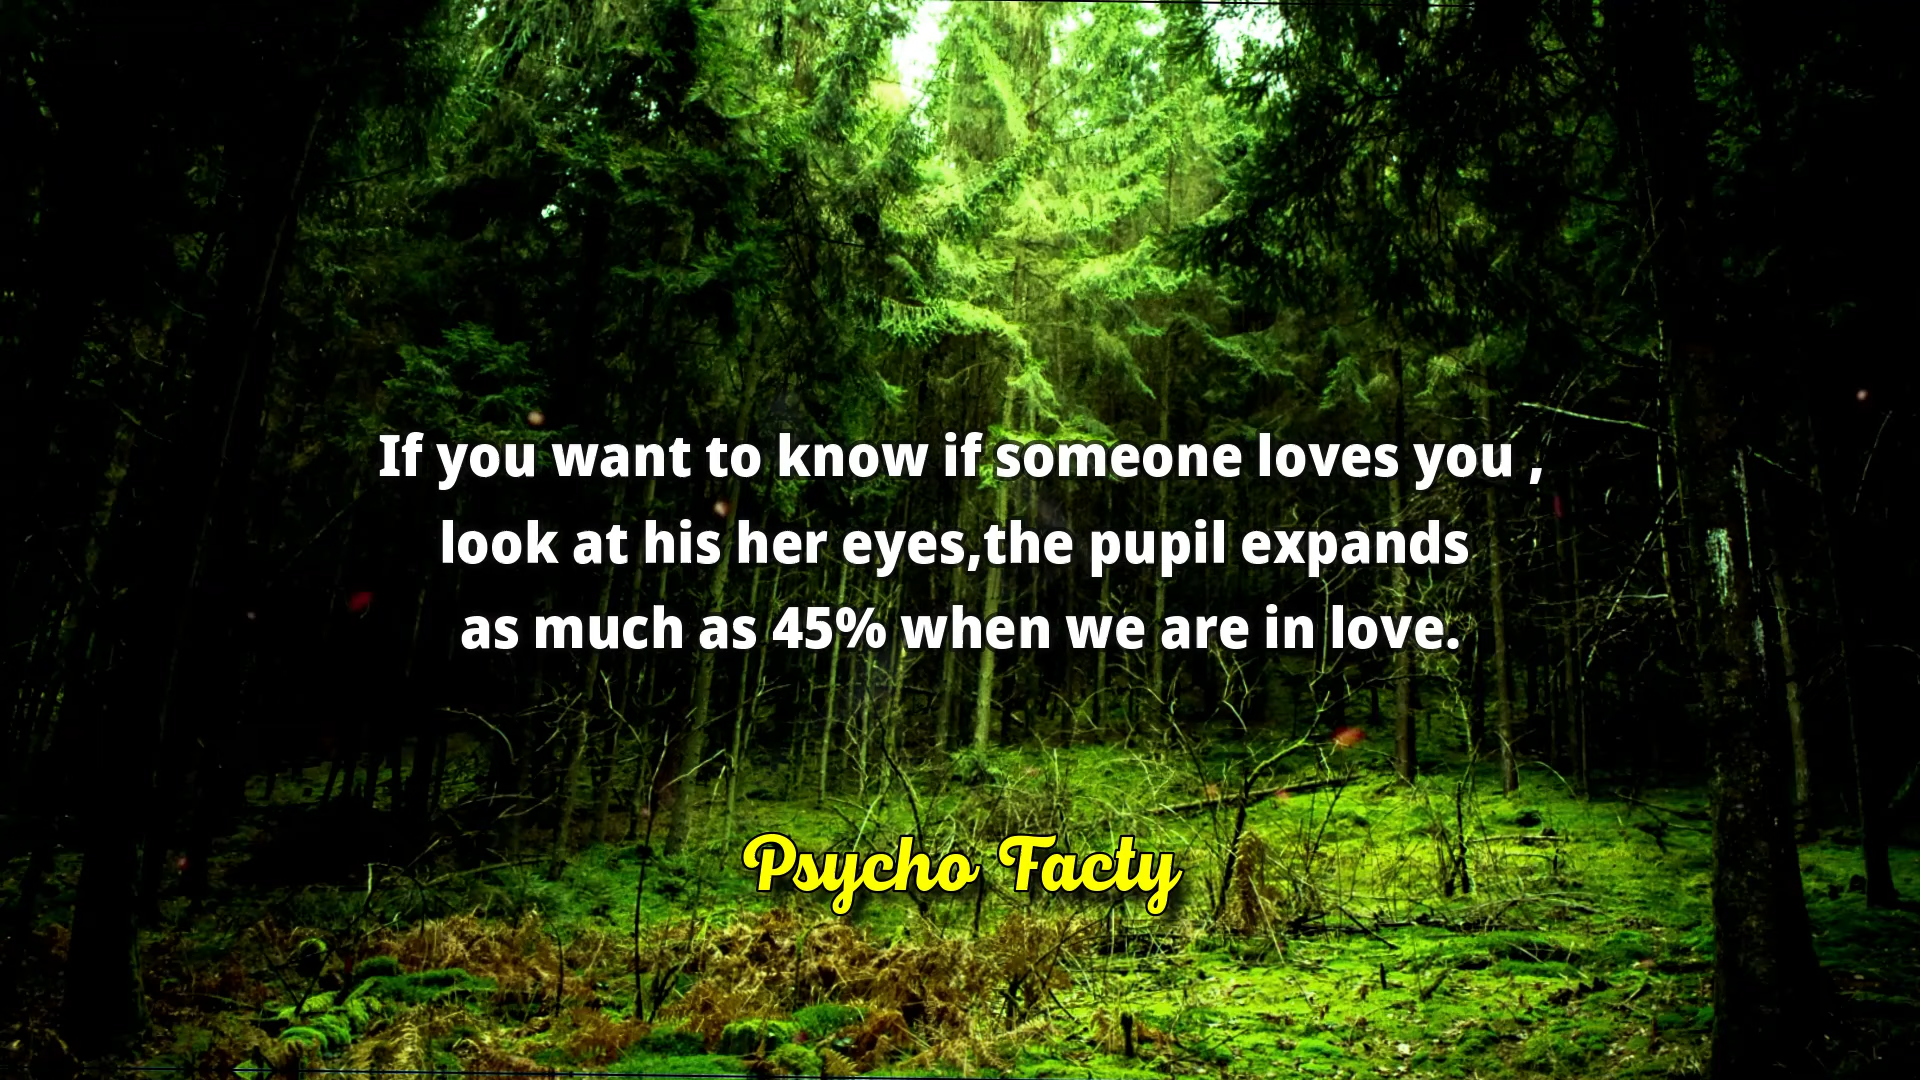 If you want to know if someone loves you ,
look at his her eyes,the pupil expands
as much as 45% when we are in love.
Psycho Facty